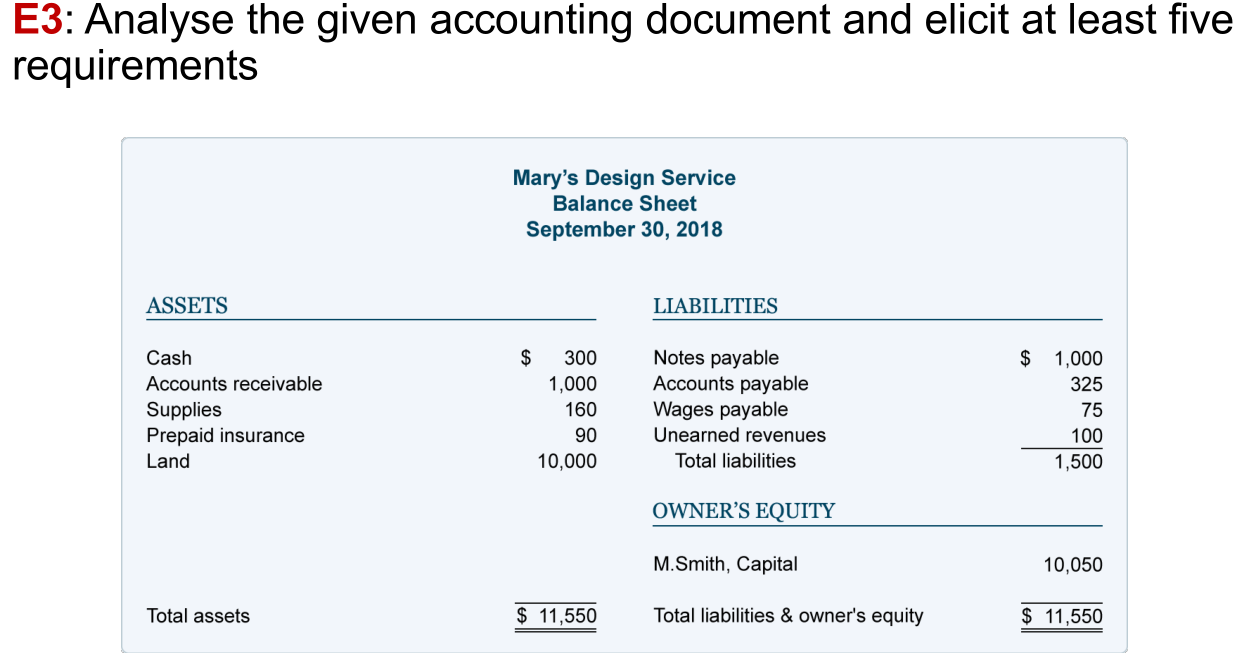 E3: Analyse the given accounting document and elicit at least five
requirements
Mary's Design Service
Balance Sheet
September 30, 2018
ASSETS
Cash $ 300
Accounts receivable 1,000
Supplies 160
Prepaid insurance 90
Land 10,000
Total assets $ 11,550
LIABILITIES
Notes payable $ 1,000
Accounts payable 325
Wages payable 75
Unearned revenues 100
Total liabilities 1,500
OWNER'S EQUITY
M.Smith, Capital 10,050
Total liabilities & owner's equity $ 11,550